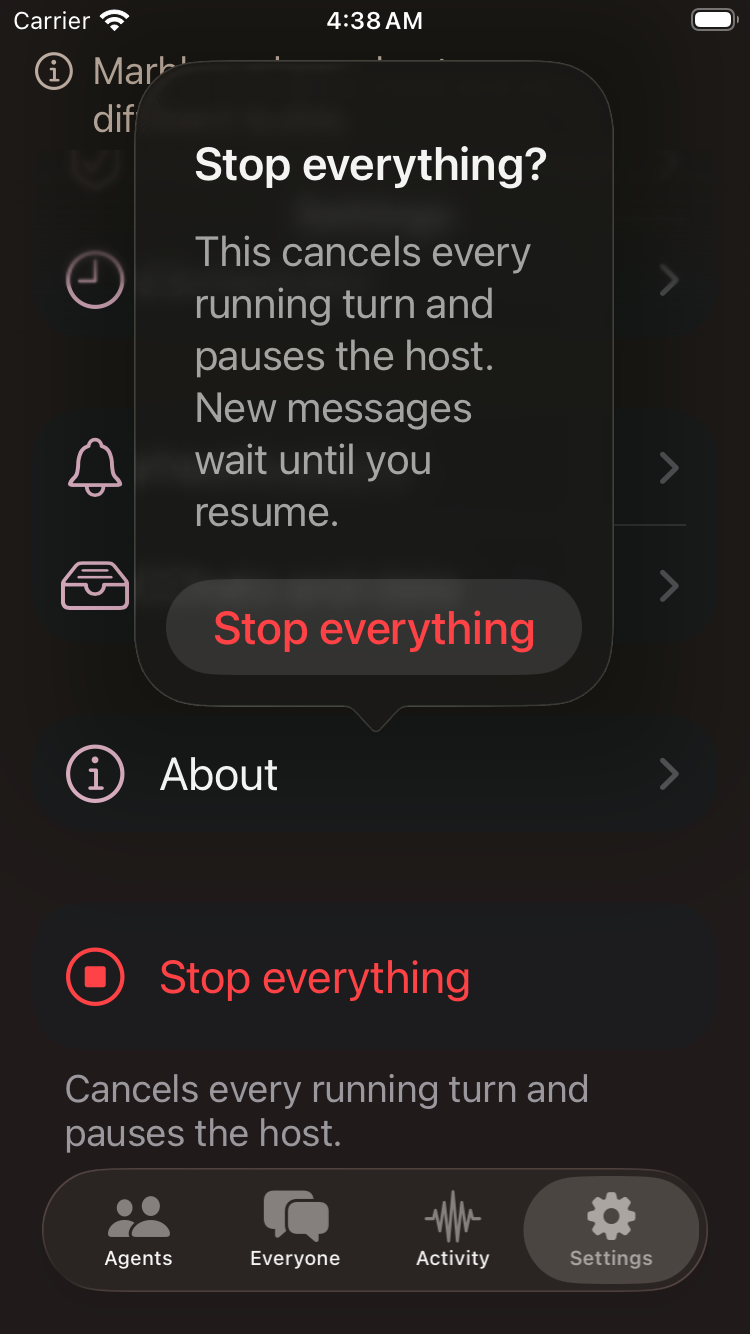 Carrier
4:38 AM
Stop everything?
This cancels every
running turn and
pauses the host.
New messages
wait until you
resume.
Stop everything
About
Stop everything
Cancels every running turn and
pauses the host.
Agents
Everyone
Activity
Settings